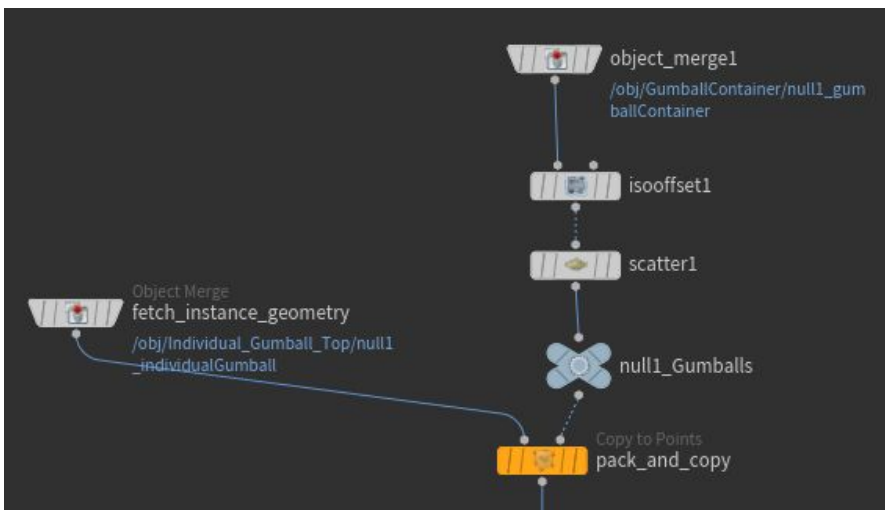 object_merge1
/obj/GumballContainer/null1_gum
ballContainer
isooffset1
scatter1
Object Merge
fetch_instance_geometry
/obj/Individual_Gumball_Top/null1
_individualGumball
null1_Gumballs
Copy to Points
pack_and_copy